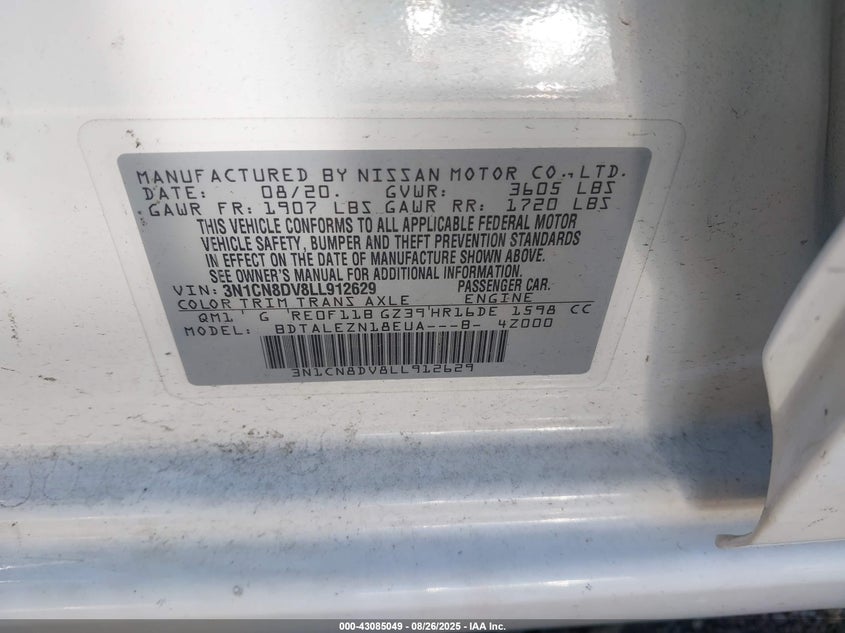 MANUFACTURED BY NISSAN MOTOR CO., LTD.
DATE: 08/20. GVWR: 3605 LBS
GAWR FR: 1907 LBS GAWR RR: 1720 LBS
THIS VEHICLE CONFORMS TO ALL APPLICABLE FEDERAL MOTOR
VEHICLE SAFETY, BUMPER AND THEFT PREVENTION STANDARDS
IN EFFECT ON THE DATE OF MANUFACTURE SHOWN ABOVE.
SEE OWNER'S MANUAL FOR ADDITIONAL INFORMATION.
VIN: 3N1CN8DV8LL912629 PASSENGER CAR.
COLOR TRIM TRANS AXLE ENGINE
QM1' G 'RE0F11B GZ39'HR16DE 1598 CC
MODEL: BDTALEZN18EUA---B- 4Z000
3N1CN8DV8LL912629
000-43085049 - 08/26/2025 - IAA Inc.